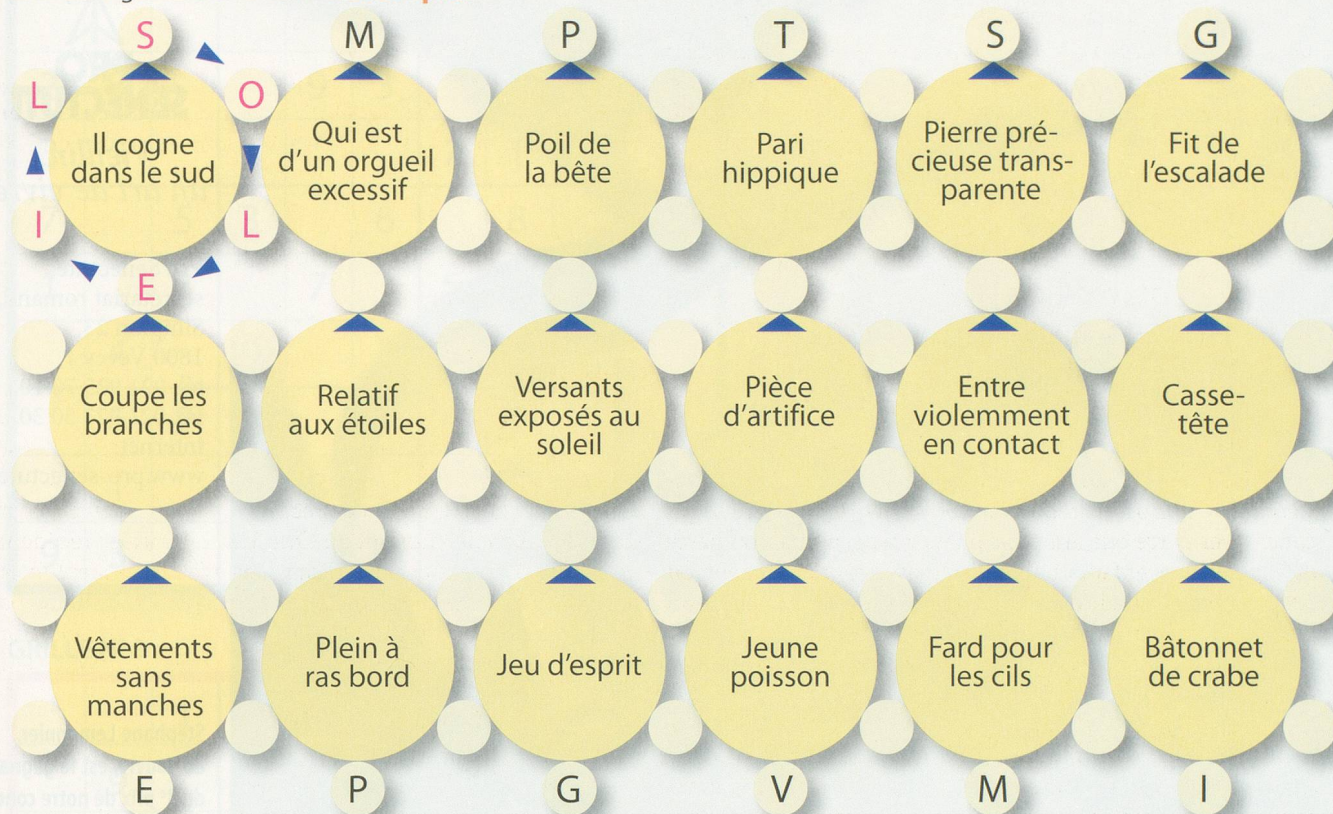 S M P T S G
L O
Il cogne
dans le sud
Qui est
d'un orgueil
excessif
Poil de
la bête
Pari
hippique
Pierre pré-
cieuse trans-
parente
Fit de
l'escalade
I L
E
Coupe les
branches
Relatif
aux étoiles
Versants
exposés au
soleil
Pièce
d'artifice
Entre
violemment
en contact
Casse-
tête
Vêtements
sans
manches
Plein à
ras bord
Jeu d'esprit
Jeune
poisson
Fard pour
les cils
Bâtonnet
de crabe
E P G V M I